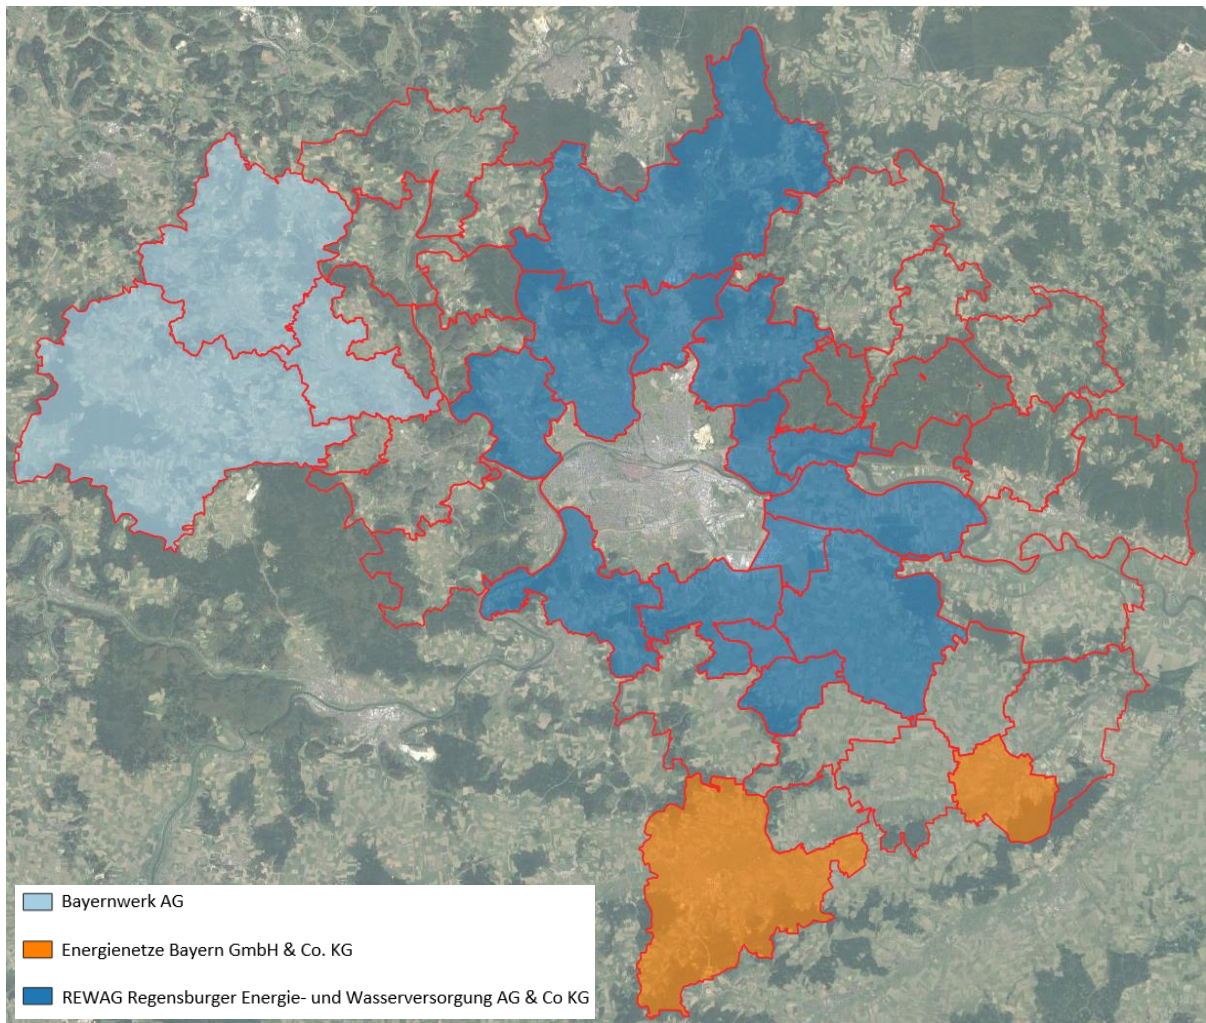 Bayernwerk AG
Energienetze Bayern GmbH & Co. KG
REWAG Regensburger Energie- und Wasserversorgung AG & Co KG